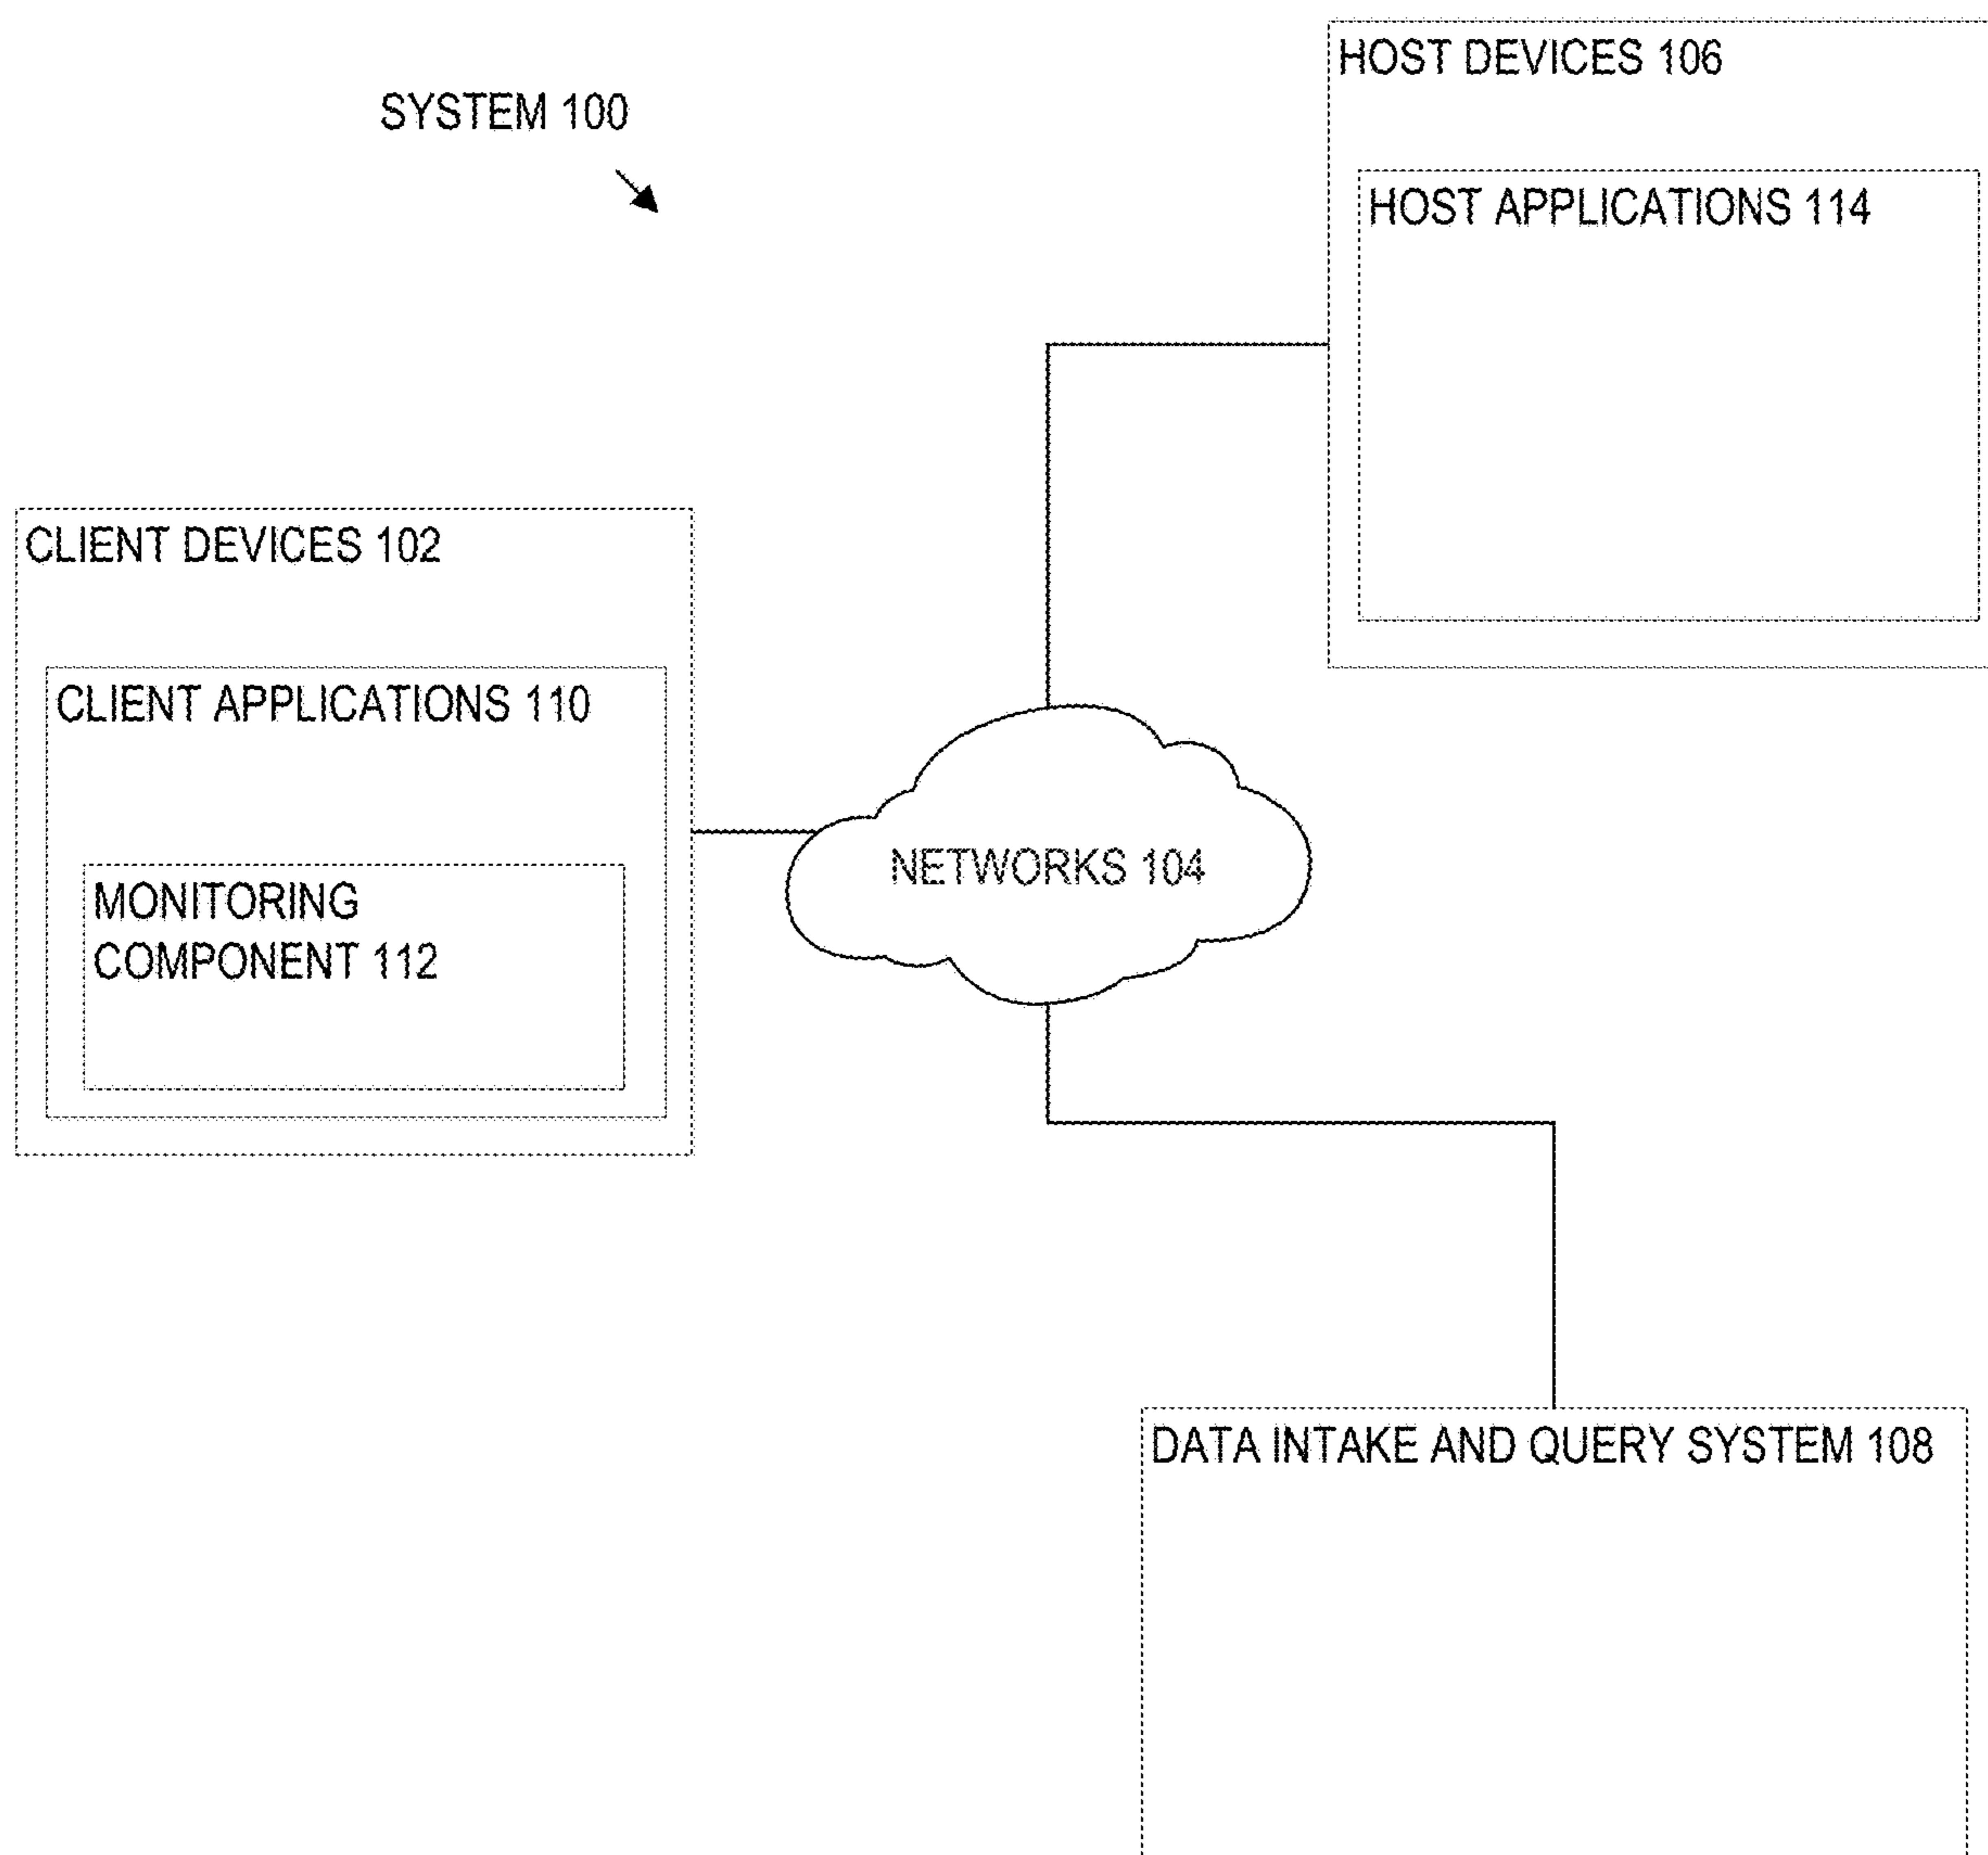 SYSTEM 100
HOST DEVICES 106
HOST APPLICATIONS 114
CLIENT DEVICES 102
CLIENT APPLICATIONS 110
MONITORING
COMPONENT 112
NETWORKS 104
DATA INTAKE AND QUERY SYSTEM 108